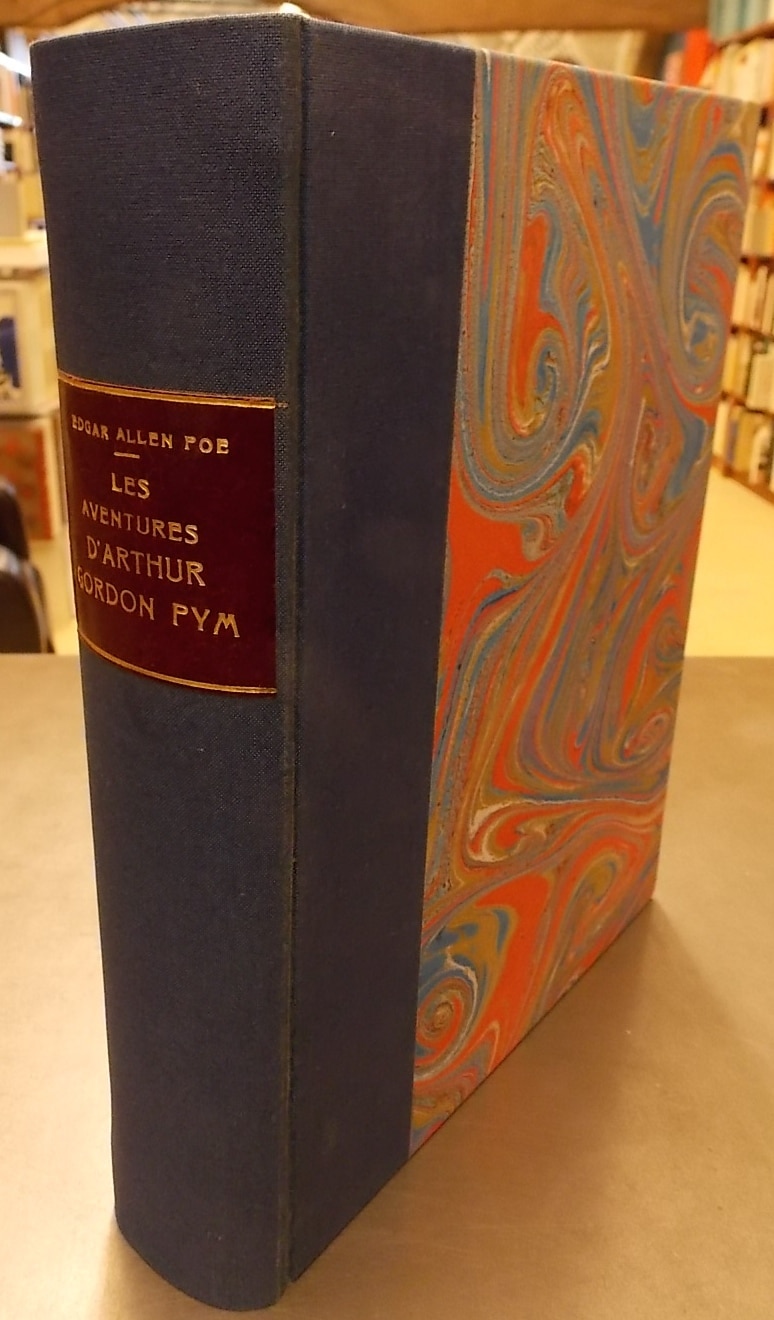 EDGAR ALLEN POE
LES
AVENTURES
D'ARTHUR
GORDON PYM